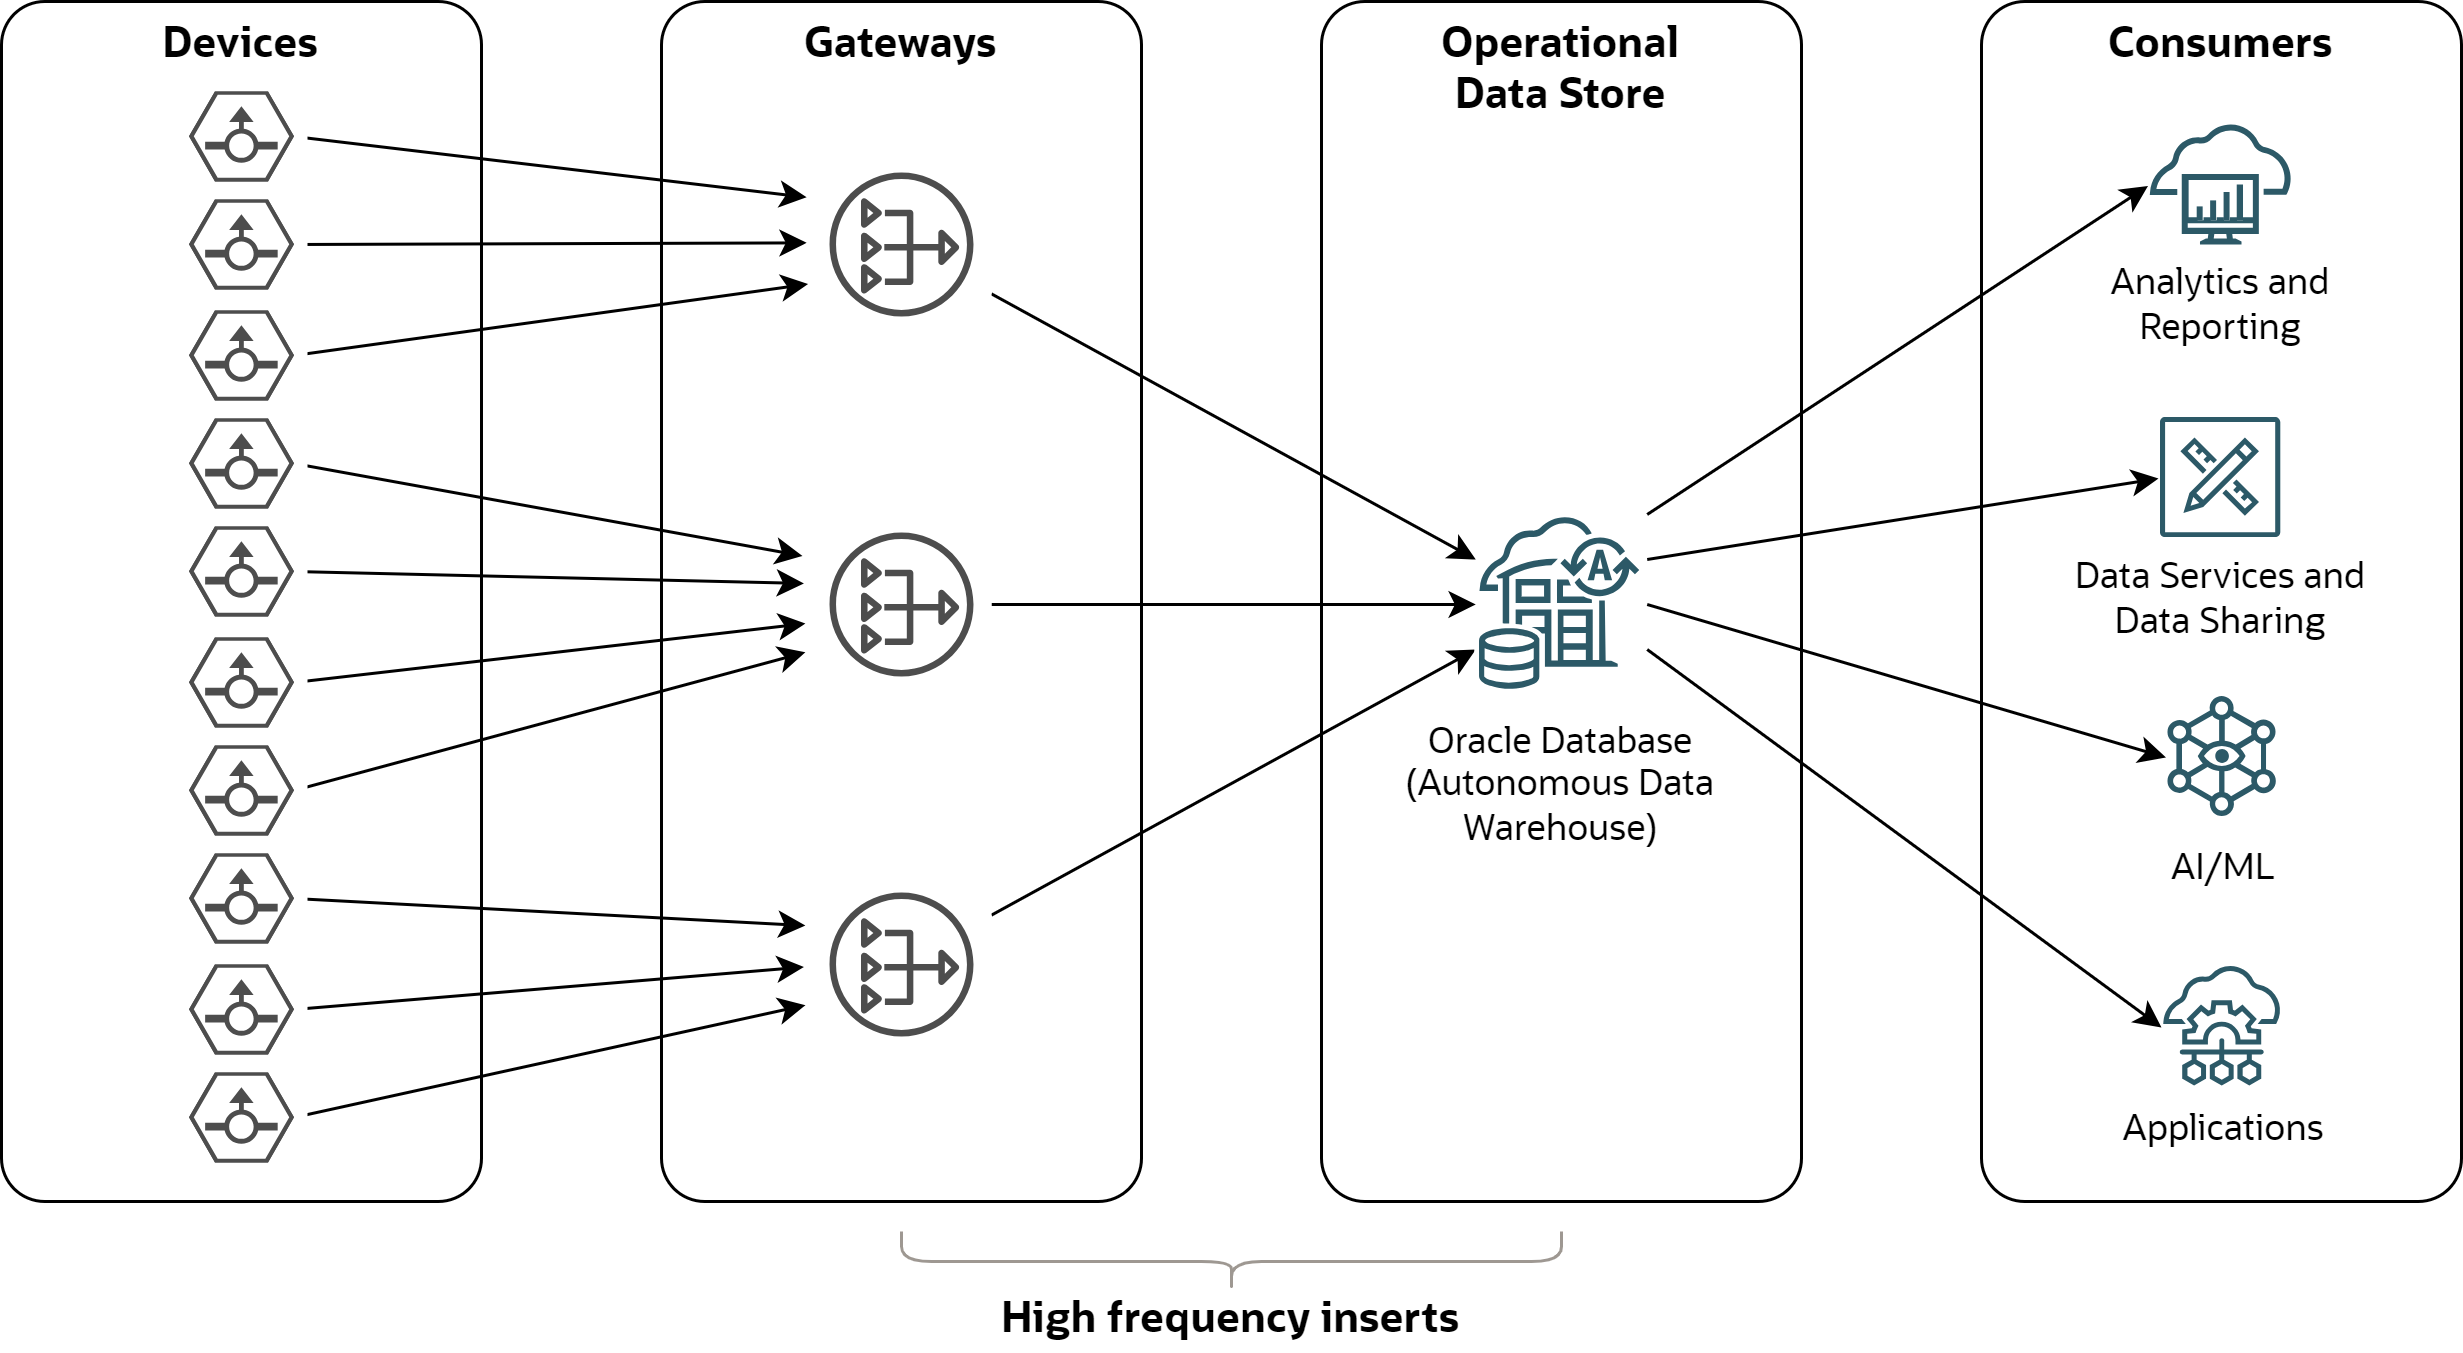 Devices
Gateways
Operational
Data Store
Consumers
Analytics and
Reporting
A
Data Services and
Data Sharing
Oracle Database
(Autonomous Data
Warehouse)
AI/ML
Applications
High frequency inserts